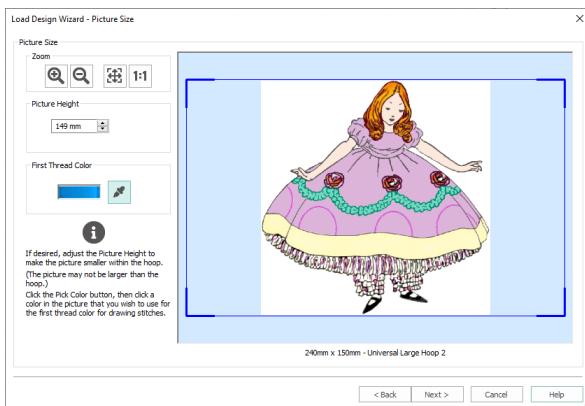 Load Design Wizard - Picture Size
Picture Size
Zoom
1:1
Picture Height
149 mm
First Thread Color
If desired, adjust the Picture Height to
make the picture smaller within the hoop.
(The picture may not be larger than the
hoop.)
Click the Pick Color button, then click a
color in the picture that you wish to use for
the first thread color for drawing stitches.
240mm x 150mm - Universal Large Hoop 2
< Back
Next >
Cancel
Help